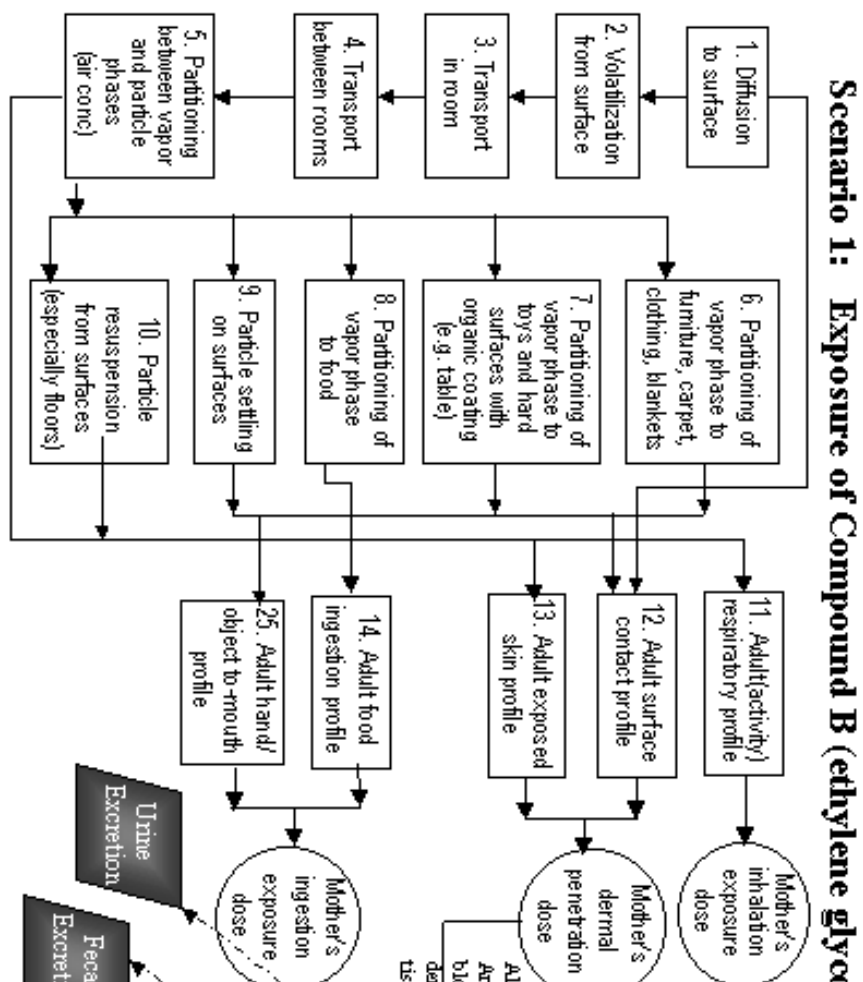 Scenario 1: Exposure of Compound B (ethylene glyco
1. Diffusion
to surface
2. Volatilization
from surface
3. Transport
in room
4. Transport
between rooms
5. Partitioning
between vapor
and particle
phases
(air conc)
6. Partitioning of
vapor phase to
furniture, carpet,
clothing, blankets
7. Partitioning of
vapor phase to
toys and hard
surfaces with
organic coating
(e.g. table)
8. Partitioning of
vapor phase
to food
9. Particle settling
on surfaces
10. Particle
resuspension
from surfaces
(especially floors)
11. Adult(activity)
respiratory profile
12. Adult surface
contact profile
13. Adult exposed
skin profile
14. Adult food
ingestion profile
25. Adult hand/
object to-mouth
profile
Mother's
inhalation
exposure
dose
Mother's
dermal
penetration
dose
Mother's
ingestion
exposure
dose
Urine
Excretion
Feca
Excret